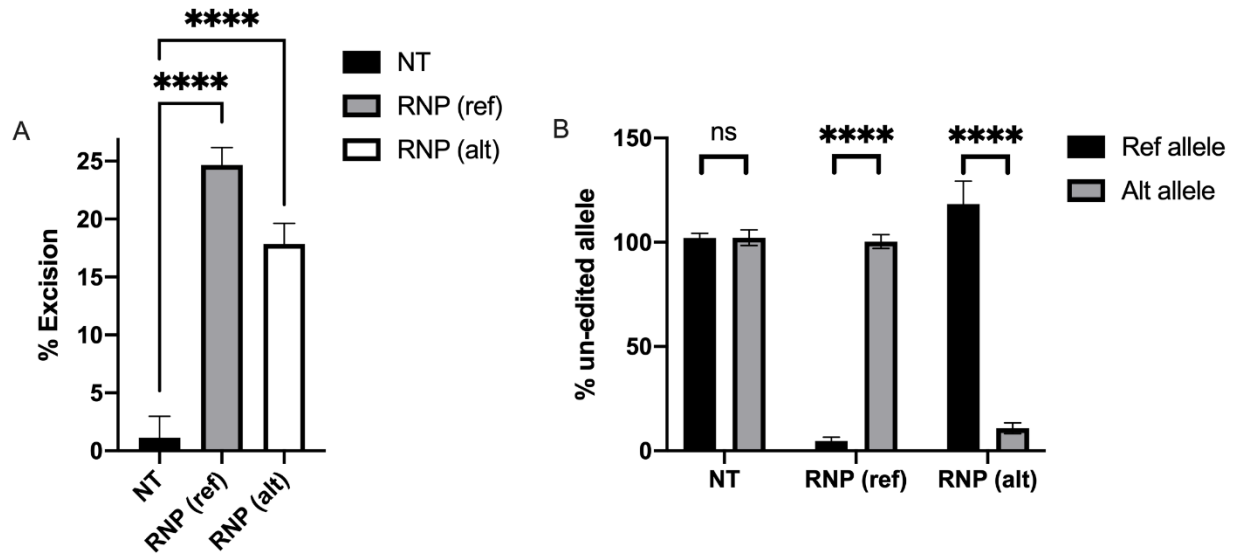 A
****
****
NT
RNP (ref)
RNP (alt)
% Excision
25
20
15
10
5
0
NT
RNP (ref)
RNP (alt)
B
ns
****
****
Ref allele
Alt allele
% un-edited allele
150
100
50
0
NT
RNP (ref)
RNP (alt)